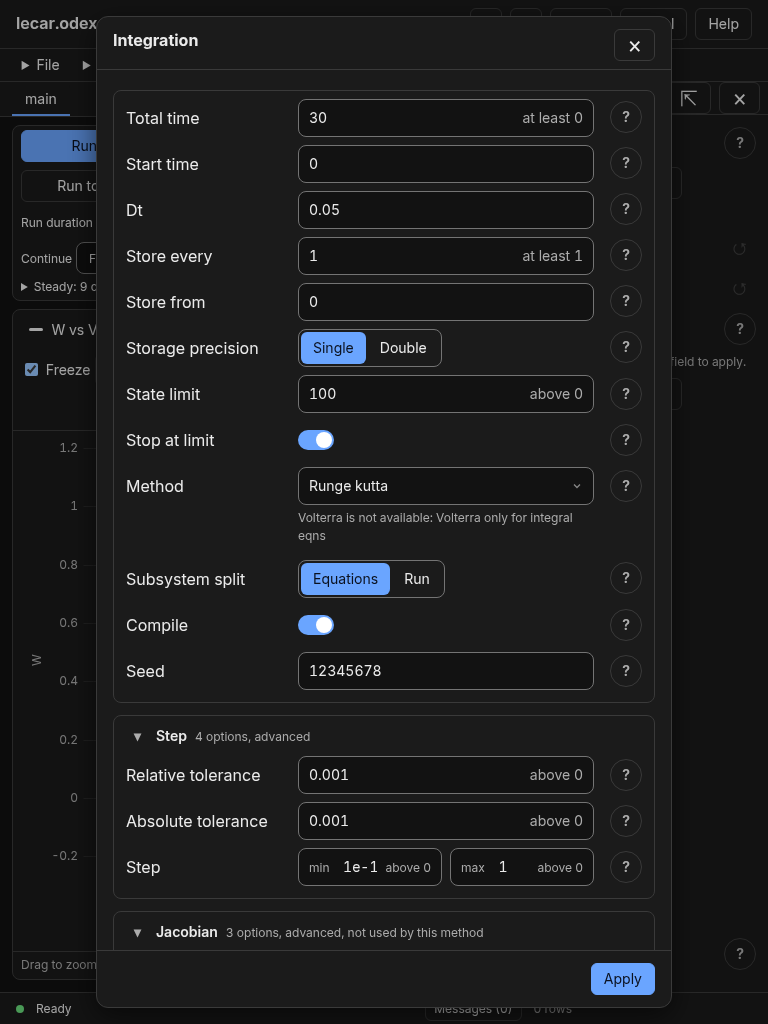 lecar.odex
Integration
×
Help
File
main
×
Total time
30
at least 0
?
Start time
0
?
Dt
0.05
?
Store every
1
at least 1
?
Store from
0
?
Storage precision
Single
Double
?
State limit
100
above 0
?
Stop at limit
?
Method
Runge kutta
?
Volterra is not available: Volterra only for integral
eqns
Subsystem split
Equations
Run
?
Compile
?
Seed
12345678
?
Step
4 options, advanced
Relative tolerance
0.001
above 0
?
Absolute tolerance
0.001
above 0
?
Step
min
1e-1
above 0
max
1
above 0
?
Jacobian
3 options, advanced, not used by this method
Apply
Run
Run to
Run duration
Continue
F
Steady: 9
W vs V
Freeze
?
?
field to apply.
1.2
1
0.8
0.6
W
0.4
0.2
0
-0.2
?
Drag to zoom
Ready
Messages (0)
0 rows